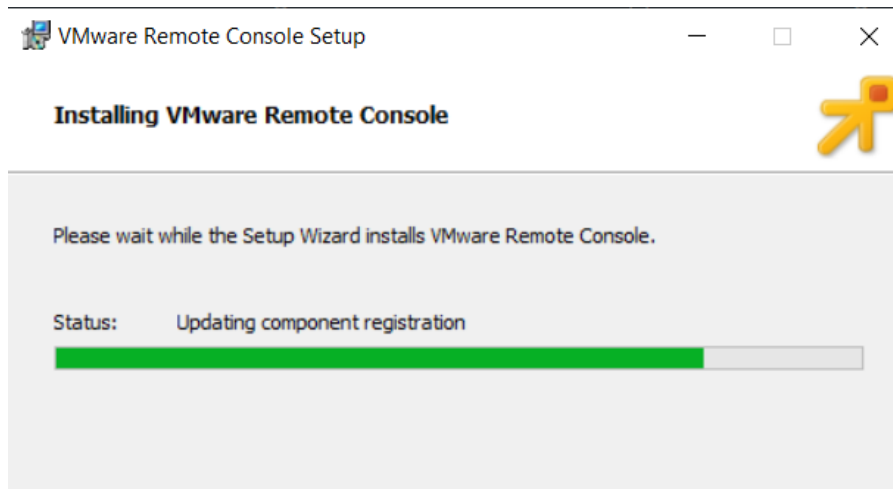 VMware Remote Console Setup
Installing VMware Remote Console
Please wait while the Setup Wizard installs VMware Remote Console.
Status: Updating component registration